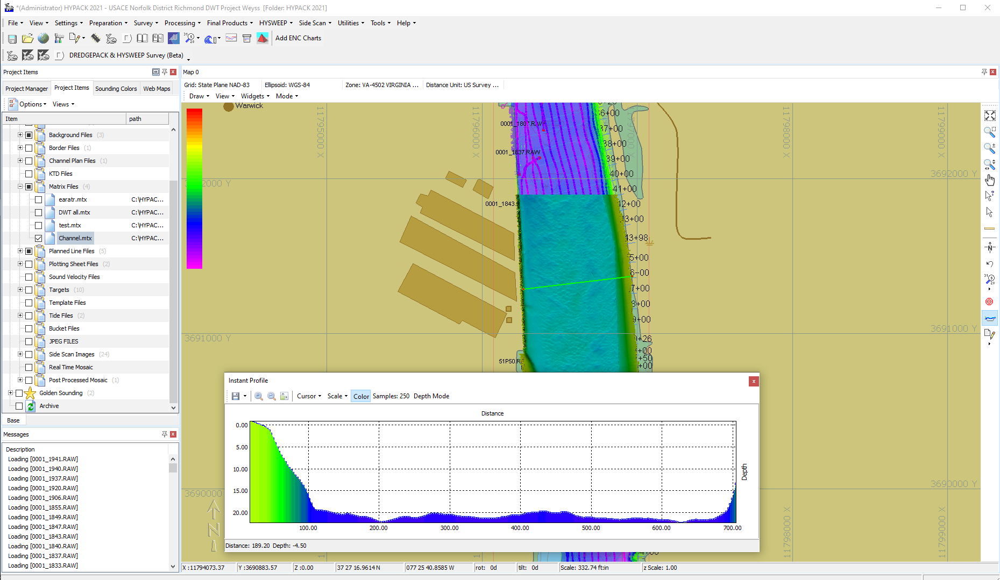 *(Administrator) HYPACK 2021 - USACE Norfolk District Richmond DWT Project Weyss  [Folder: HYPACK 2021]
File View Settings Preparation Survey Processing Final Products HYSWEEP Side Scan Utilities Tools Help
Add ENC Charts
DREDGEPACK & HYSWEEP Survey (Beta)
Project Items
Project Manager Project Items Sounding Colors Web Maps
Options Views
Item path
Background Files (3)
Border Files (1)
Channel Plan Files (1)
KTD Files
Matrix Files (4)
earatr.mtx C:\HYPAC...
DWT all.mtx C:\HYPAC...
test.mtx C:\HYPAC...
Channel.mtx C:\HYPAC...
Planned Line Files (5)
Plotting Sheet Files (2)
Sound Velocity Files
Targets (10)
Template Files
Tide Files (2)
Bucket Files
JPEG FILES
Side Scan Images (24)
Real Time Mosaic
Post Processed Mosaic (1)
Golden Sounding (2)
Archive
Base
Messages
Description
Loading [0001_1941.RAW]
Loading [0001_1940.RAW]
Loading [0001_1937.RAW]
Loading [0001_1920.RAW]
Loading [0001_1906.RAW]
Loading [0001_1855.RAW]
Loading [0001_1849.RAW]
Loading [0001_1847.RAW]
Loading [0001_1843.RAW]
Loading [0001_1840.RAW]
Loading [0001_1837.RAW]
Loading [0001_1833.RAW]
Map 0
Grid: State Plane NAD-83 Ellipsoid: WGS-84 Zone: VA-4502 VIRGINIA ... Distance Unit: US Survey ...
Draw View Widgets Mode
Warwick
11795000 X
11796000 X
11798000 X
11799000 X
36+00
0001_1807.RAW
37+00
38+00
0001_1837.RAW
39+00
40+00
3692000 Y
2000 Y
41+00
0001_1843.
12+00
13+00
43+98
5+00
6-00
7+00
8+00
9+00
3691000 Y
3691000 Y
+26
+00
+50
+00
51P50.R
3690000
3690000 Y
N
11798000 X
11799000 X
Instant Profile
Cursor Scale Color Samples: 250 Depth Mode
Distance
0.00
5.00
10.00
15.00
20.00
Depth
100.00 200.00 300.00 400.00 500.00 600.00 700.00
Distance: 189.20 Depth: -4.50
X :11794073.37 Y :3690883.57 Z :0.00 37 27 16.9614 N 077 25 40.8585 W rot: 0d tilt: 0d Scale: 332.74 ft:in z Scale: 1.00